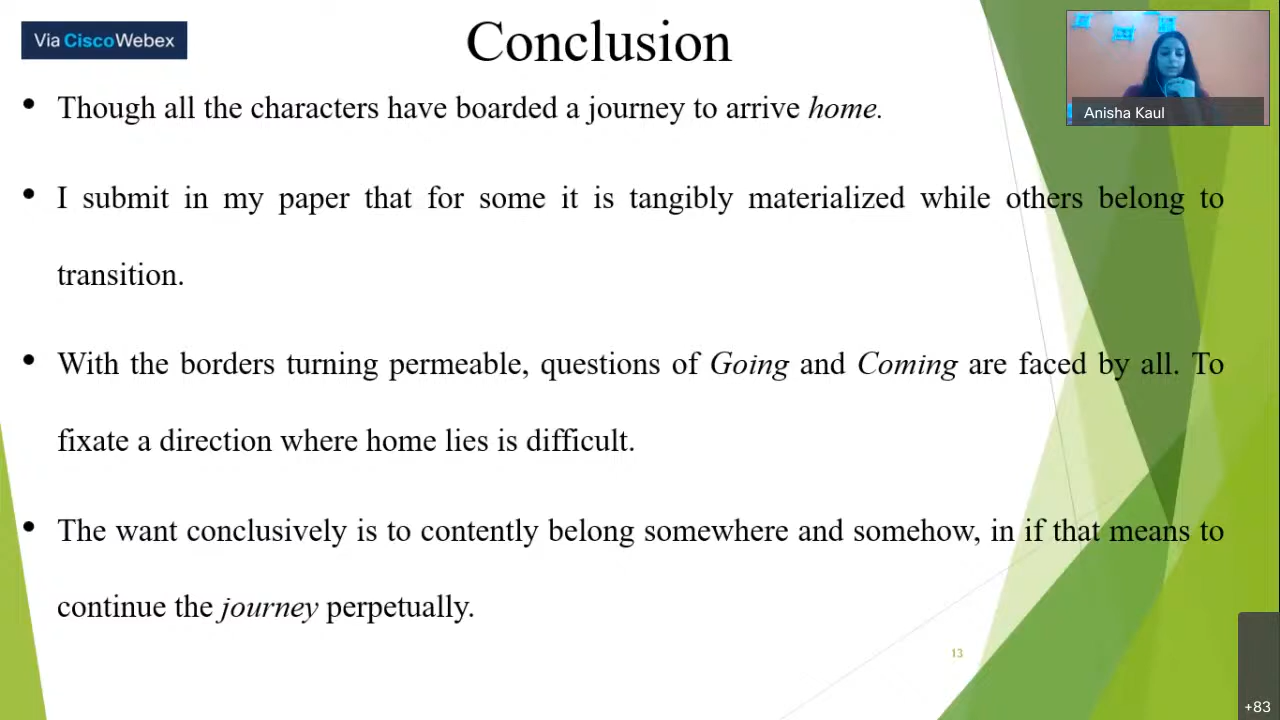 Via CiscoWebex
Conclusion
Anisha Kaul
• Though all the characters have boarded a journey to arrive home.
• I submit in my paper that for some it is tangibly materialized while others belong to
transition.
• With the borders turning permeable, questions of Going and Coming are faced by all. To
fixate a direction where home lies is difficult.
• The want conclusively is to contently belong somewhere and somehow, in if that means to
continue the journey perpetually.
13
+83